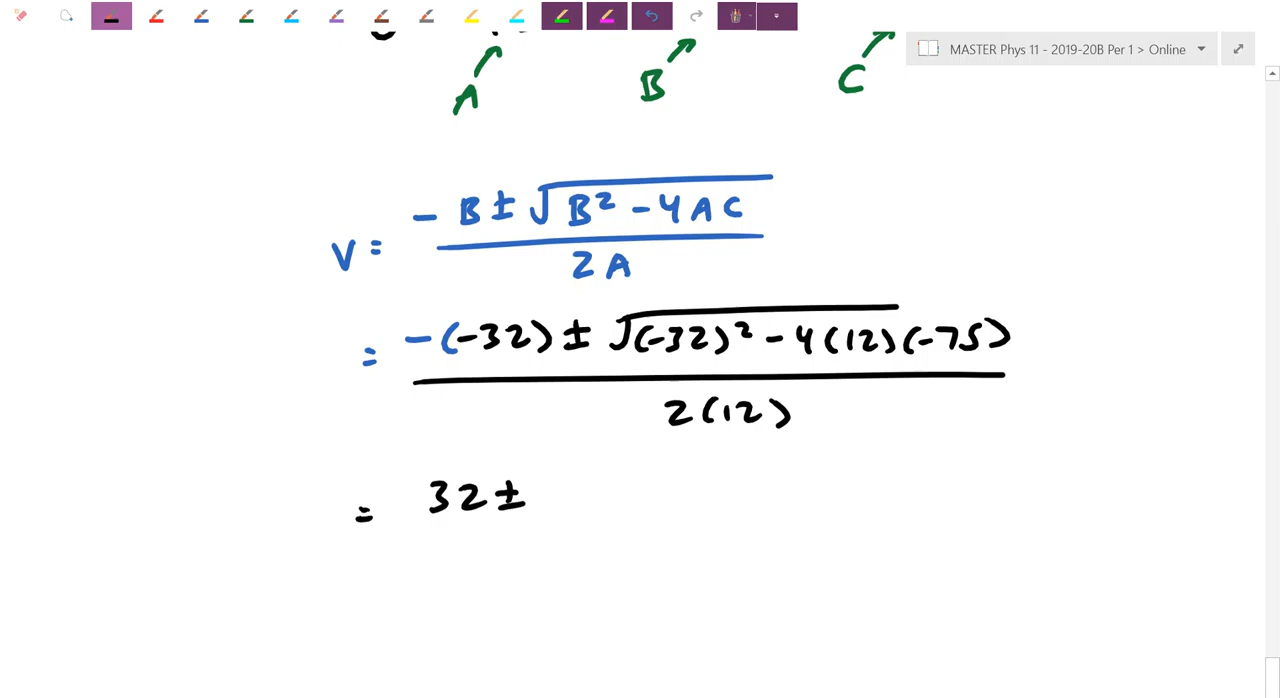 MASTER Phys 11 - 2019-20B Per 1 > Online
A B C
v = -B ± √B² - 4AC
2A
= -(-32) ± √(-32)² - 4(12)(-75)
2(12)
= 32 ±